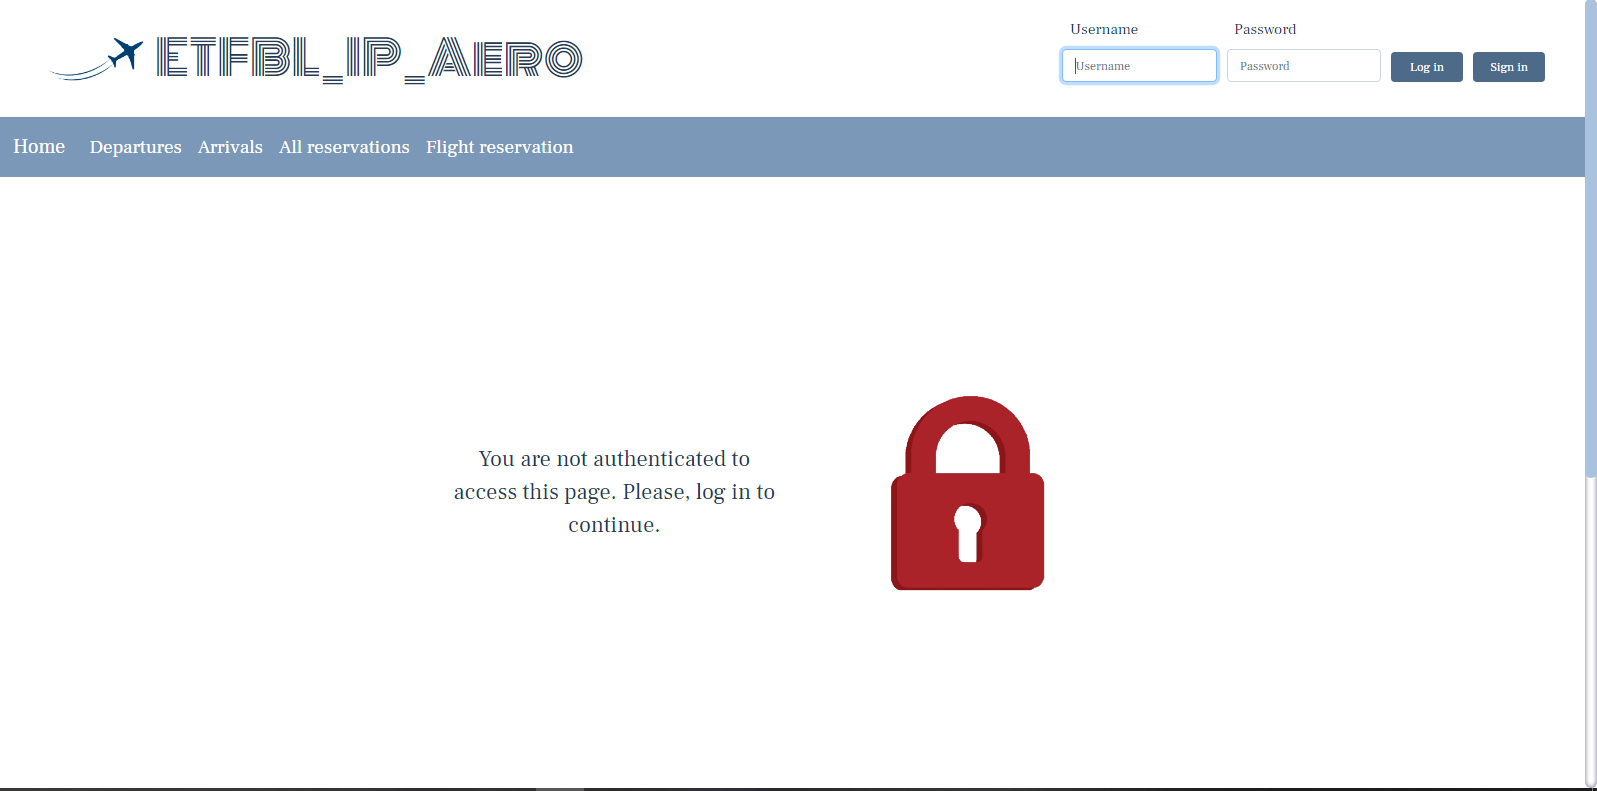 ETFBL_IP_AERO
Username Password
Username Password Log in Sign in
Home Departures Arrivals All reservations Flight reservation
You are not authenticated to
access this page. Please, log in to
continue.